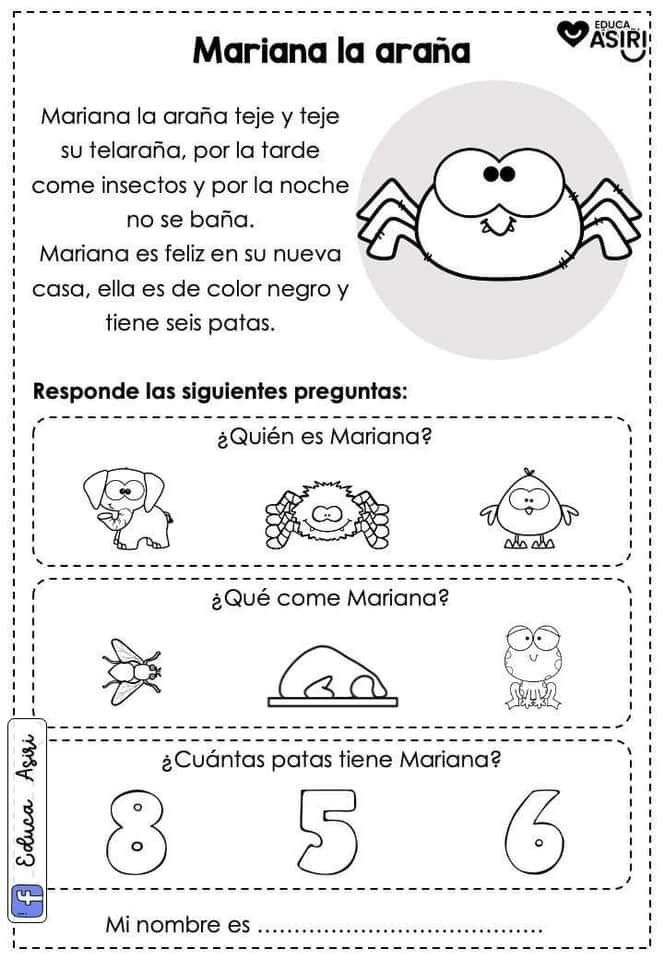 EDUCA
ASIRI
Mariana la araña
Mariana la araña teje y teje
su telaraña, por la tarde
come insectos y por la noche
no se baña.
Mariana es feliz en su nueva
casa, ella es de color negro y
tiene seis patas.
Responde las siguientes preguntas:
¿Quién es Mariana?
¿Qué come Mariana?
¿Cuántas patas tiene Mariana?
8 5 6
Educa Asiri
f
Mi nombre es ........................................